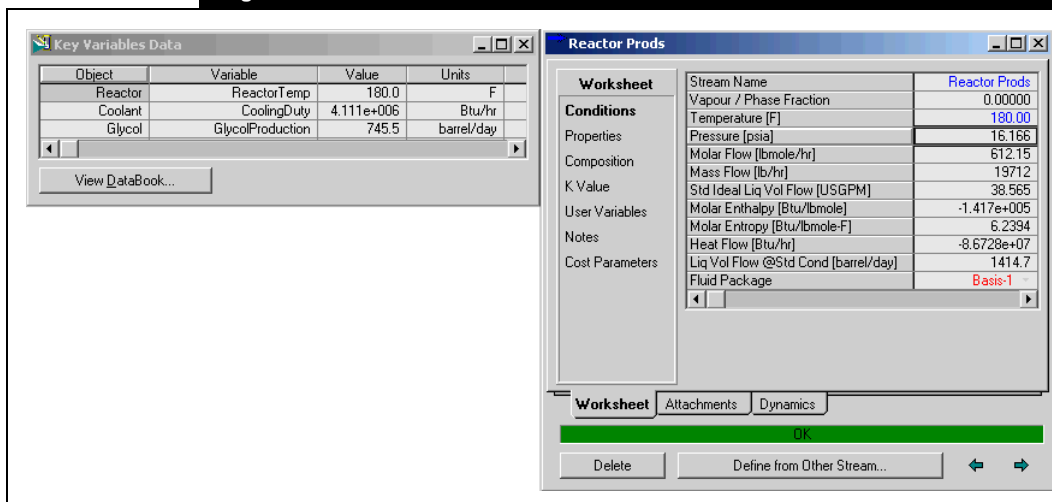 Key Variables Data
Object Variable Value Units
Reactor ReactorTemp 180.0 F
Coolant CoolingDuty 4.111e+006 Btu/hr
Glycol GlycolProduction 745.5 barrel/day
View DataBook...
Reactor Prods
Worksheet
Conditions
Properties
Composition
K Value
User Variables
Notes
Cost Parameters
Stream Name Reactor Prods
Vapour / Phase Fraction 0.00000
Temperature [F] 180.00
Pressure [psia] 16.166
Molar Flow [lbmole/hr] 612.15
Mass Flow [lb/hr] 19712
Std Ideal Liq Vol Flow [USGPM] 38.565
Molar Enthalpy [Btu/lbmole] -1.417e+005
Molar Entropy [Btu/lbmole-F] 6.2394
Heat Flow [Btu/hr] -8.6728e+07
Liq Vol Flow @Std Cond [barrel/day] 1414.7
Fluid Package Basis-1
Worksheet Attachments Dynamics
OK
Delete Define from Other Stream...